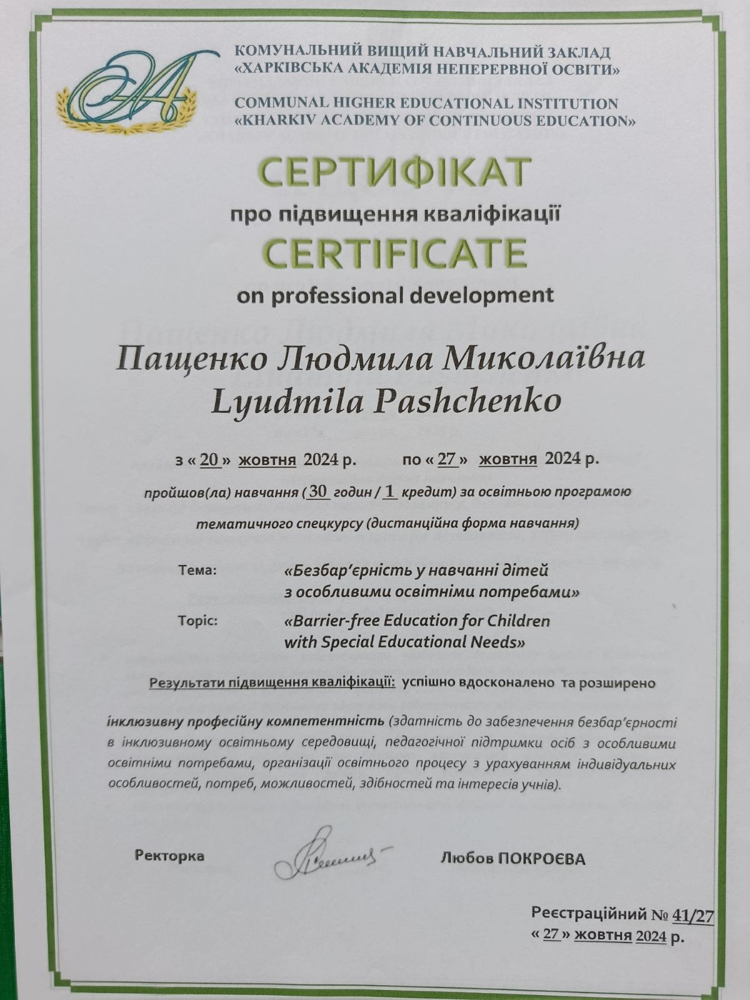 КОМУНАЛЬНИЙ ВИЩИЙ НАВЧАЛЬНИЙ ЗАКЛАД
«ХАРКІВСЬКА АКАДЕМІЯ НЕПЕРЕРВНОЇ ОСВІТИ»
COMMUNAL HIGHER EDUCATIONAL INSTITUTION
«KHARKIV ACADEMY OF CONTINUOUS EDUCATION»
СЕРТИФІКАТ
про підвищення кваліфікації
CERTIFICATE
on professional development
Пащенко Людмила Миколаївна
Lyudmila Pashchenko
з « 20 » жовтня 2024 р. по « 27 » жовтня 2024 р.
пройшов(ла) навчання ( 30 годин / 1 кредит) за освітньою програмою
тематичного спецкурсу (дистанційна форма навчання)
Тема: «Безбар’єрність у навчанні дітей
з особливими освітніми потребами»
Topic: «Barrier-free Education for Children
with Special Educational Needs»
Результати підвищення кваліфікації: успішно вдосконалено та розширено
інклюзивну професійну компетентність (здатність до забезпечення безбар’єрності
в інклюзивному освітньому середовищі, педагогічної підтримки осіб з особливими
освітніми потребами, організації освітнього процесу з урахуванням індивідуальних
особливостей, потреб, можливостей, здібностей та інтересів учнів).
Ректорка Любов ПОКРОЄВА
Реєстраційний № 41/27
« 27 » жовтня 2024 р.